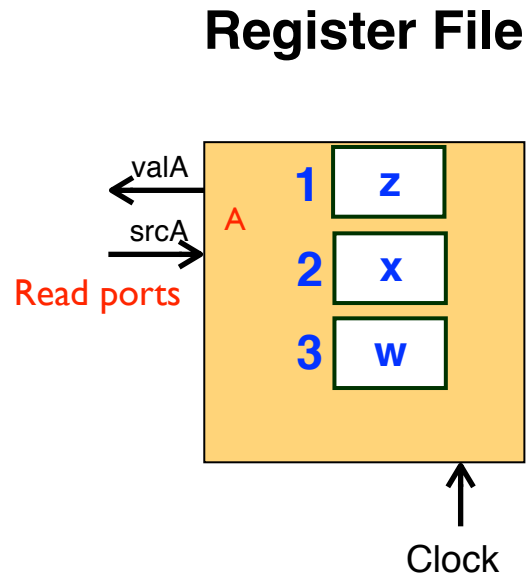 Register File
valA
1 z
A
srcA
2 x
Read ports
3 w
Clock